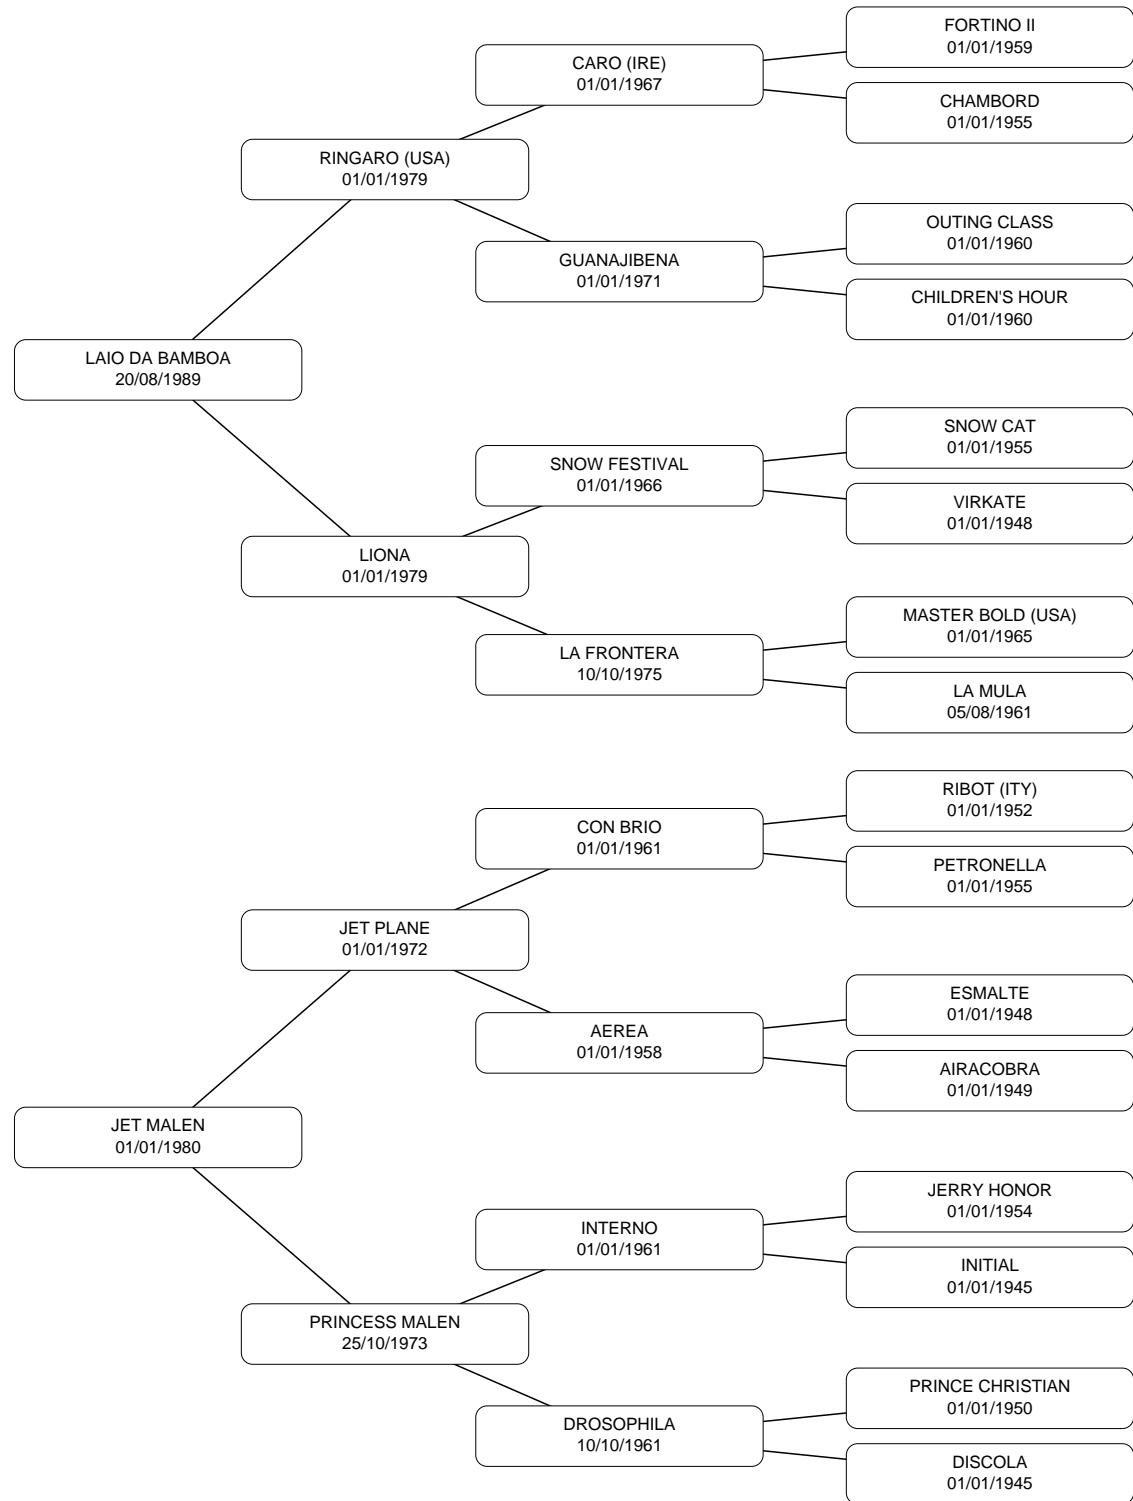 FORTINO II
01/01/1959
CARO (IRE)
01/01/1967
CHAMBORD
01/01/1955
RINGARO (USA)
01/01/1979
OUTING CLASS
01/01/1960
GUANAJIBENA
01/01/1971
CHILDREN'S HOUR
01/01/1960
LAIO DA BAMBOA
20/08/1989
SNOW CAT
01/01/1955
SNOW FESTIVAL
01/01/1966
VIRKATE
01/01/1948
LIONA
01/01/1979
MASTER BOLD (USA)
01/01/1965
LA FRONTERA
10/10/1975
LA MULA
05/08/1961
RIBOT (ITY)
01/01/1952
CON BRIO
01/01/1961
PETRONELLA
01/01/1955
JET PLANE
01/01/1972
ESMALTE
01/01/1948
AEREA
01/01/1958
AIRACOBRA
01/01/1949
JET MALEN
01/01/1980
JERRY HONOR
01/01/1954
INTERNO
01/01/1961
INITIAL
01/01/1945
PRINCESS MALEN
25/10/1973
PRINCE CHRISTIAN
01/01/1950
DROSOPHILA
10/10/1961
DISCOLA
01/01/1945